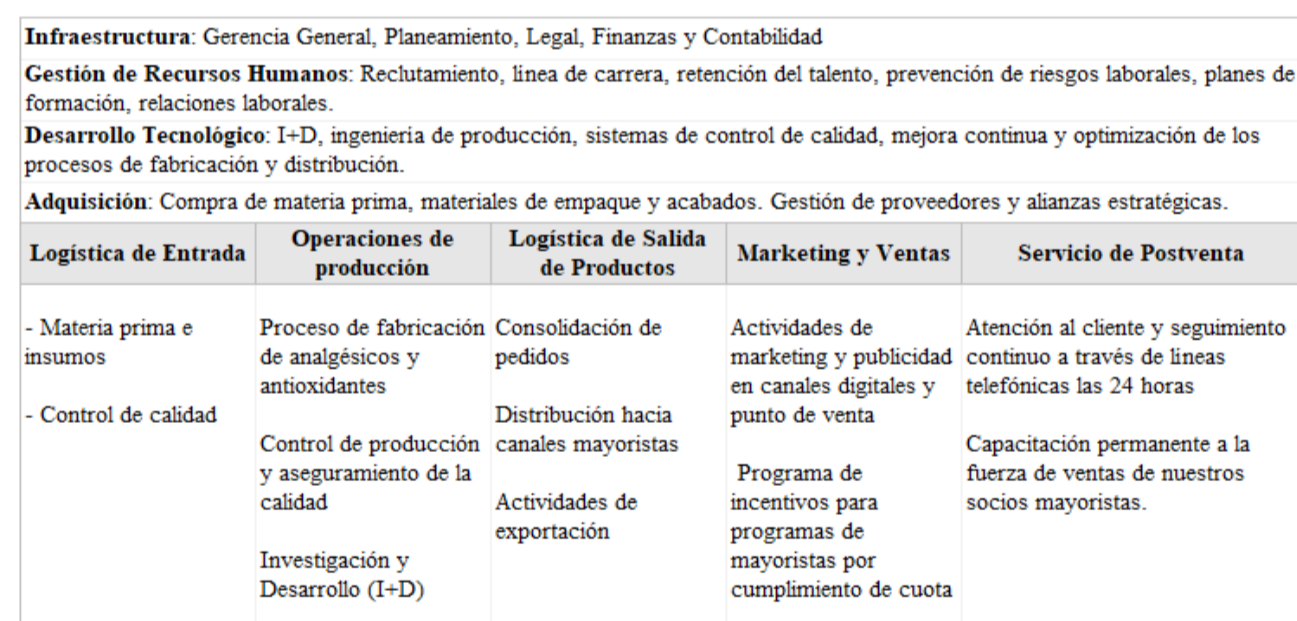 Infraestructura: Gerencia General, Planeamiento, Legal, Finanzas y Contabilidad
Gestión de Recursos Humanos: Reclutamiento, línea de carrera, retención del talento, prevención de riesgos laborales, planes de
formación, relaciones laborales.
Desarrollo Tecnológico: I+D, ingeniería de producción, sistemas de control de calidad, mejora continua y optimización de los
procesos de fabricación y distribución.
Adquisición: Compra de materia prima, materiales de empaque y acabados. Gestión de proveedores y alianzas estratégicas.
Logística de Entrada
Operaciones de
producción
Logística de Salida
de Productos
Marketing y Ventas
Servicio de Postventa
- Materia prima e
insumos
- Control de calidad
Proceso de fabricación
de analgésicos y
antioxidantes
Control de producción
y aseguramiento de la
calidad
Investigación y
Desarrollo (I+D)
Consolidación de
pedidos
Distribución hacia
canales mayoristas
Actividades de
exportación
Actividades de
marketing y publicidad
en canales digitales y
punto de venta
Programa de
incentivos para
programas de
mayoristas por
cumplimiento de cuota
Atención al cliente y seguimiento
continuo a través de líneas
telefónicas las 24 horas
Capacitación permanente a la
fuerza de ventas de nuestros
socios mayoristas.